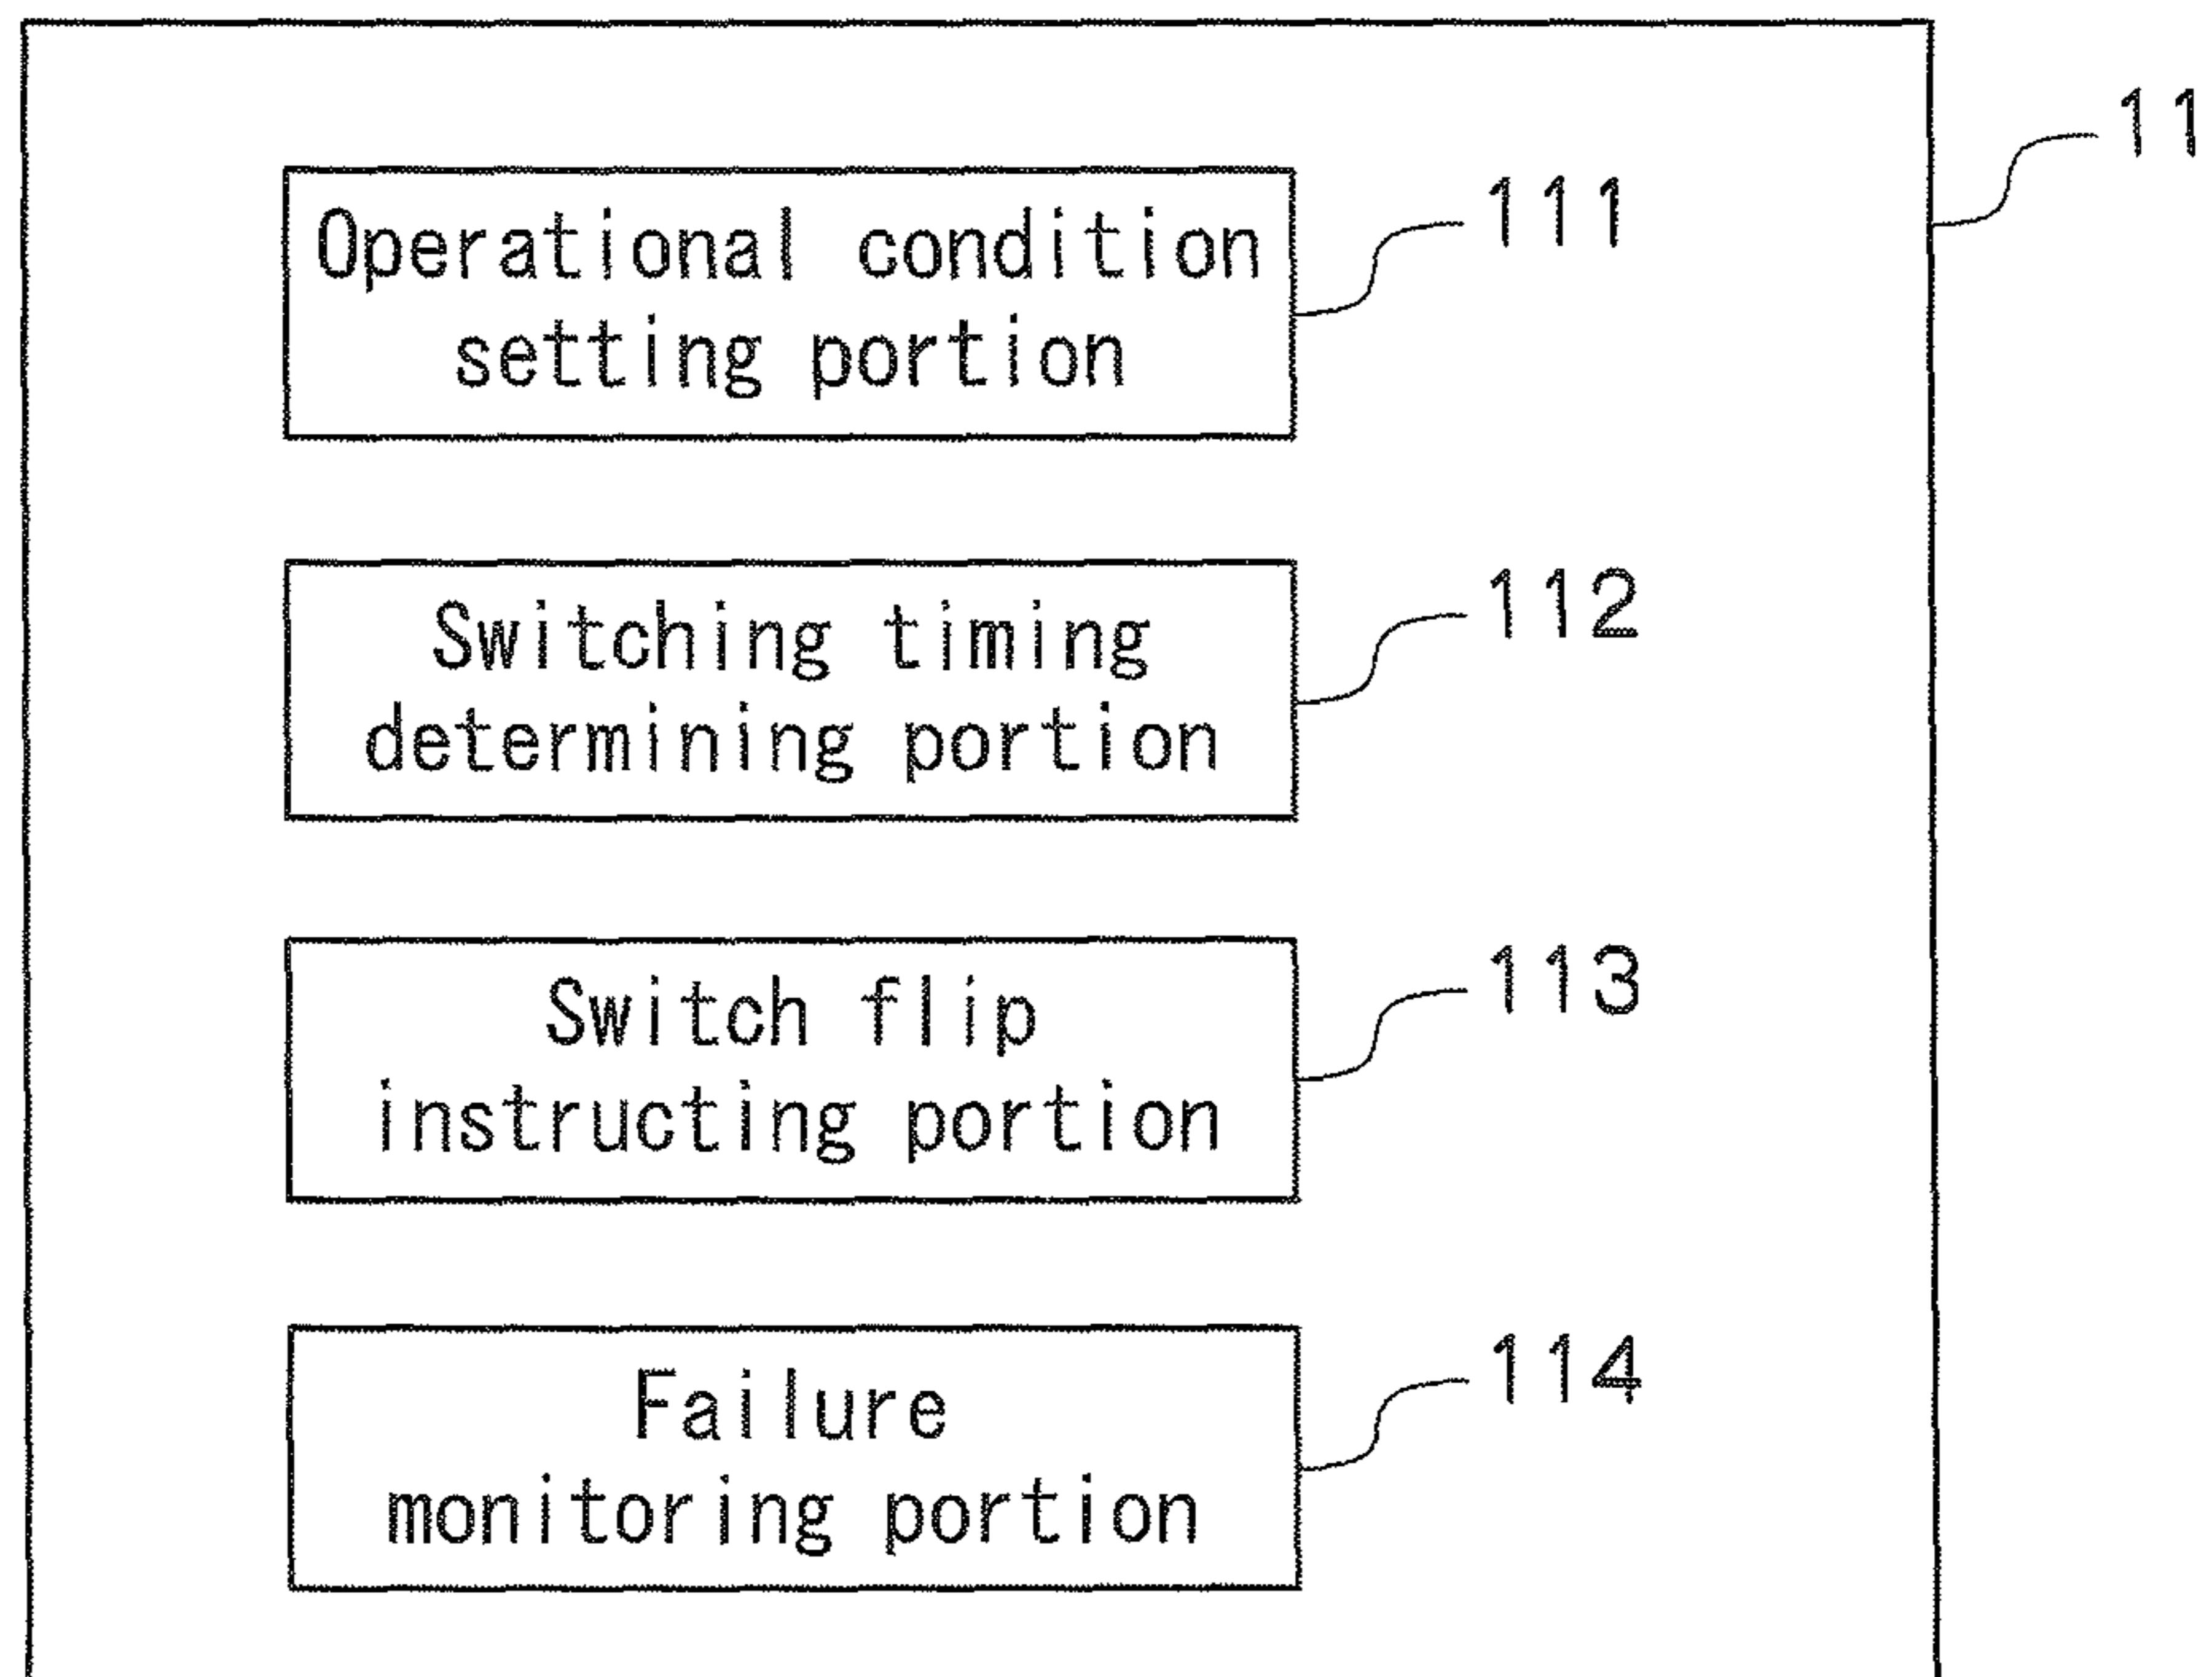 11
Operational condition
setting portion
111
Switching timing
determining portion
112
Switch flip
instructing portion
113
Failure
monitoring portion
114